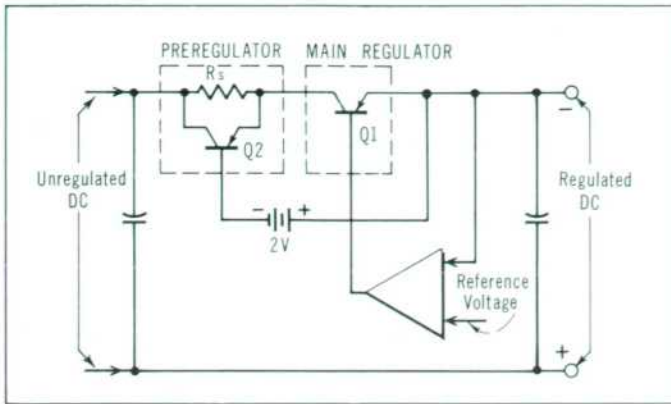 PREREGULATOR
MAIN REGULATOR
Rs
Q1
Q2
−
Unregulated
DC
Regulated
DC
− +
2V
Reference
Voltage
+